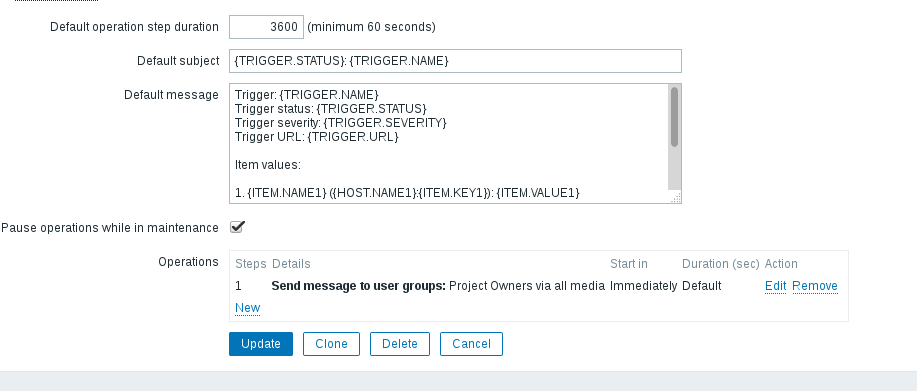 Default operation step duration 3600 (minimum 60 seconds)
Default subject {TRIGGER.STATUS}: {TRIGGER.NAME}
Default message Trigger: {TRIGGER.NAME}
Trigger status: {TRIGGER.STATUS}
Trigger severity: {TRIGGER.SEVERITY}
Trigger URL: {TRIGGER.URL}
Item values:
1. {ITEM.NAME1} ({HOST.NAME1}:{ITEM.KEY1}): {ITEM.VALUE1}
Pause operations while in maintenance
Operations Steps Details Start in Duration (sec) Action
1 Send message to user groups: Project Owners via all media Immediately Default Edit Remove
New
Update Clone Delete Cancel